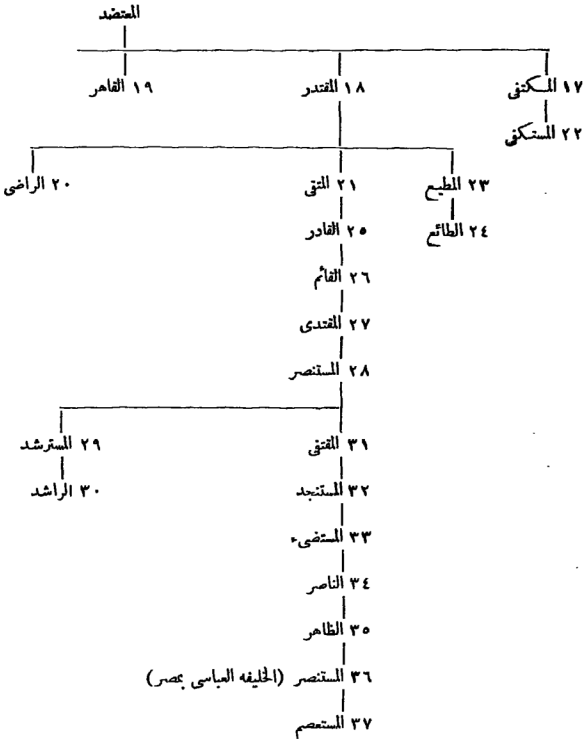 المعتضد
١٧ المكتفى
١٨ المقتدر
١٩ القاهر
٢٢ المستكفى
٢٣ المطيع
٢١ المتقى
٢٠ الراضى
٢٤ الطائع
٢٥ القادر
٢٦ القائم
٢٧ المقتدى
٢٨ المستنصر
٣١ المقتفى
٢٩ المسترشد
٣٢ المستنجد
٣٠ الراشد
٣٣ المستضىء
٣٤ الناصر
٣٥ الظاهر
٣٦ المستنصر (الخليفه العباسى بمصر)
٣٧ المستعصم